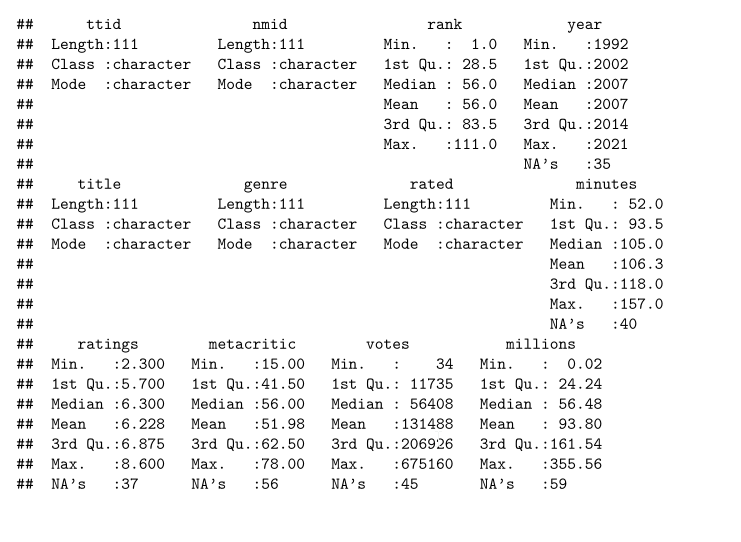 ##      ttid               nmid                rank            year
##  Length:111         Length:111         Min.   :  1.0   Min.   :1992
##  Class :character   Class :character   1st Qu.: 28.5   1st Qu.:2002
##  Mode  :character   Mode  :character   Median : 56.0   Median :2007
##                                        Mean   : 56.0   Mean   :2007
##                                        3rd Qu.: 83.5   3rd Qu.:2014
##                                        Max.   :111.0   Max.   :2021
##                                                        NA's   :35
##     title              genre              rated              minutes
##  Length:111         Length:111         Length:111         Min.   : 52.0
##  Class :character   Class :character   Class :character   1st Qu.: 93.5
##  Mode  :character   Mode  :character   Mode  :character   Median :105.0
##                                                           Mean   :106.3
##                                                           3rd Qu.:118.0
##                                                           Max.   :157.0
##                                                           NA's   :40
##     ratings        metacritic        votes           millions
##  Min.   :2.300   Min.   :15.00   Min.   :    34   Min.   :  0.02
##  1st Qu.:5.700   1st Qu.:41.50   1st Qu.: 11735   1st Qu.: 24.24
##  Median :6.300   Median :56.00   Median : 56408   Median : 56.48
##  Mean   :6.228   Mean   :51.98   Mean   :131488   Mean   : 93.80
##  3rd Qu.:6.875   3rd Qu.:62.50   3rd Qu.:206926   3rd Qu.:161.54
##  Max.   :8.600   Max.   :78.00   Max.   :675160   Max.   :355.56
##  NA's   :37      NA's   :56      NA's   :45       NA's   :59